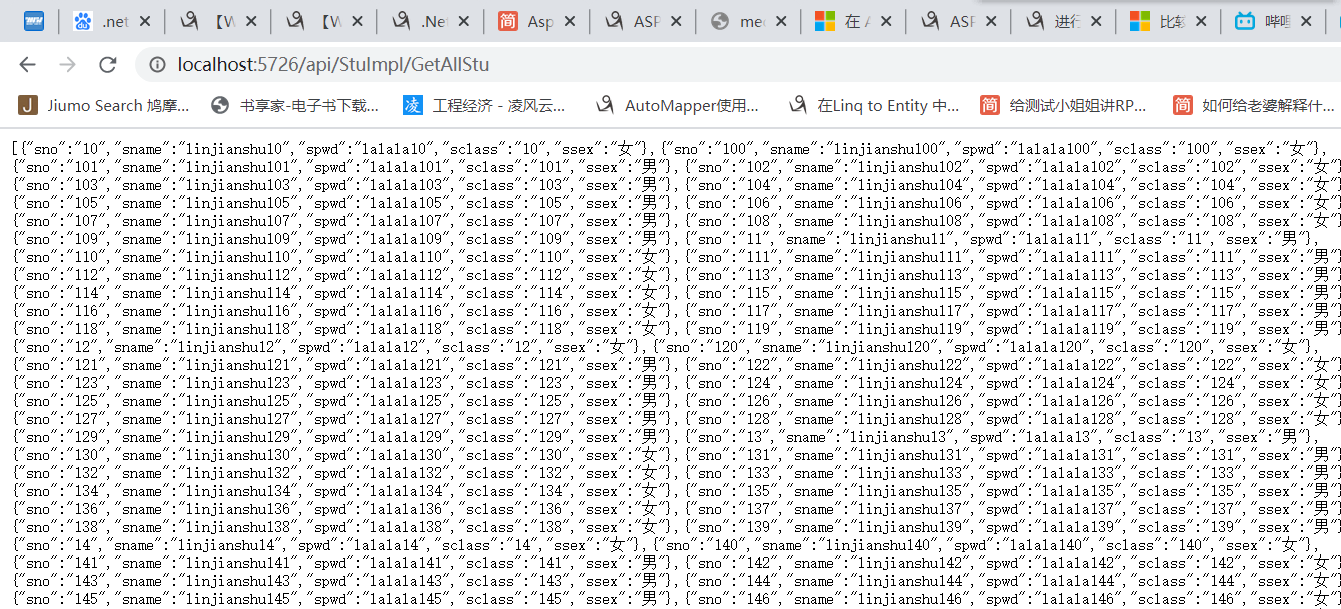 .net 【W 【W .Net 简 Asp ASP med 在 A ASP 进行 比较 哔哩
localhost:5726/api/StuImpl/GetAllStu
J Jiumo Search 鸠摩... 书享家-电子书下载... 凌 工程经济 - 凌风云... AutoMapper使用... 在Linq to Entity 中... 简 给测试小姐姐讲RP... 简 如何给老婆解释什...
[{"sno":"10","sname":"linjianshu10","spwd":"lalala10","sclass":"10","ssex":"女"},{"sno":"100","sname":"linjianshu100","spwd":"lalala100","sclass":"100","ssex":"女"},
{"sno":"101","sname":"linjianshu101","spwd":"lalala101","sclass":"101","ssex":"男"},{"sno":"102","sname":"linjianshu102","spwd":"lalala102","sclass":"102","ssex":"女"}
{"sno":"103","sname":"linjianshu103","spwd":"lalala103","sclass":"103","ssex":"男"},{"sno":"104","sname":"linjianshu104","spwd":"lalala104","sclass":"104","ssex":"女"}
{"sno":"105","sname":"linjianshu105","spwd":"lalala105","sclass":"105","ssex":"男"},{"sno":"106","sname":"linjianshu106","spwd":"lalala106","sclass":"106","ssex":"女"}
{"sno":"107","sname":"linjianshu107","spwd":"lalala107","sclass":"107","ssex":"男"},{"sno":"108","sname":"linjianshu108","spwd":"lalala108","sclass":"108","ssex":"女"}
{"sno":"109","sname":"linjianshu109","spwd":"lalala109","sclass":"109","ssex":"男"},{"sno":"11","sname":"linjianshu11","spwd":"lalala11","sclass":"11","ssex":"男"},
{"sno":"110","sname":"linjianshu110","spwd":"lalala110","sclass":"110","ssex":"女"},{"sno":"111","sname":"linjianshu111","spwd":"lalala111","sclass":"111","ssex":"男"}
{"sno":"112","sname":"linjianshu112","spwd":"lalala112","sclass":"112","ssex":"女"},{"sno":"113","sname":"linjianshu113","spwd":"lalala113","sclass":"113","ssex":"男"}
{"sno":"114","sname":"linjianshu114","spwd":"lalala114","sclass":"114","ssex":"女"},{"sno":"115","sname":"linjianshu115","spwd":"lalala115","sclass":"115","ssex":"男"}
{"sno":"116","sname":"linjianshu116","spwd":"lalala116","sclass":"116","ssex":"女"},{"sno":"117","sname":"linjianshu117","spwd":"lalala117","sclass":"117","ssex":"男"}
{"sno":"118","sname":"linjianshu118","spwd":"lalala118","sclass":"118","ssex":"女"},{"sno":"119","sname":"linjianshu119","spwd":"lalala119","sclass":"119","ssex":"男"}
{"sno":"12","sname":"linjianshu12","spwd":"lalala12","sclass":"12","ssex":"女"},{"sno":"120","sname":"linjianshu120","spwd":"lalala120","sclass":"120","ssex":"女"},
{"sno":"121","sname":"linjianshu121","spwd":"lalala121","sclass":"121","ssex":"男"},{"sno":"122","sname":"linjianshu122","spwd":"lalala122","sclass":"122","ssex":"女"}
{"sno":"123","sname":"linjianshu123","spwd":"lalala123","sclass":"123","ssex":"男"},{"sno":"124","sname":"linjianshu124","spwd":"lalala124","sclass":"124","ssex":"女"}
{"sno":"125","sname":"linjianshu125","spwd":"lalala125","sclass":"125","ssex":"男"},{"sno":"126","sname":"linjianshu126","spwd":"lalala126","sclass":"126","ssex":"女"}
{"sno":"127","sname":"linjianshu127","spwd":"lalala127","sclass":"127","ssex":"男"},{"sno":"128","sname":"linjianshu128","spwd":"lalala128","sclass":"128","ssex":"女"}
{"sno":"129","sname":"linjianshu129","spwd":"lalala129","sclass":"129","ssex":"男"},{"sno":"13","sname":"linjianshu13","spwd":"lalala13","sclass":"13","ssex":"男"},
{"sno":"130","sname":"linjianshu130","spwd":"lalala130","sclass":"130","ssex":"女"},{"sno":"131","sname":"linjianshu131","spwd":"lalala131","sclass":"131","ssex":"男"}
{"sno":"132","sname":"linjianshu132","spwd":"lalala132","sclass":"132","ssex":"女"},{"sno":"133","sname":"linjianshu133","spwd":"lalala133","sclass":"133","ssex":"男"}
{"sno":"134","sname":"linjianshu134","spwd":"lalala134","sclass":"134","ssex":"女"},{"sno":"135","sname":"linjianshu135","spwd":"lalala135","sclass":"135","ssex":"男"}
{"sno":"136","sname":"linjianshu136","spwd":"lalala136","sclass":"136","ssex":"女"},{"sno":"137","sname":"linjianshu137","spwd":"lalala137","sclass":"137","ssex":"男"}
{"sno":"138","sname":"linjianshu138","spwd":"lalala138","sclass":"138","ssex":"女"},{"sno":"139","sname":"linjianshu139","spwd":"lalala139","sclass":"139","ssex":"男"}
{"sno":"14","sname":"linjianshu14","spwd":"lalala14","sclass":"14","ssex":"女"},{"sno":"140","sname":"linjianshu140","spwd":"lalala140","sclass":"140","ssex":"女"},
{"sno":"141","sname":"linjianshu141","spwd":"lalala141","sclass":"141","ssex":"男"},{"sno":"142","sname":"linjianshu142","spwd":"lalala142","sclass":"142","ssex":"女"}
{"sno":"143","sname":"linjianshu143","spwd":"lalala143","sclass":"143","ssex":"男"},{"sno":"144","sname":"linjianshu144","spwd":"lalala144","sclass":"144","ssex":"女"}
{"sno":"145","sname":"linjianshu145","spwd":"lalala145","sclass":"145","ssex":"男"},{"sno":"146","sname":"linjianshu146","spwd":"lalala146","sclass":"146","ssex":"女"}